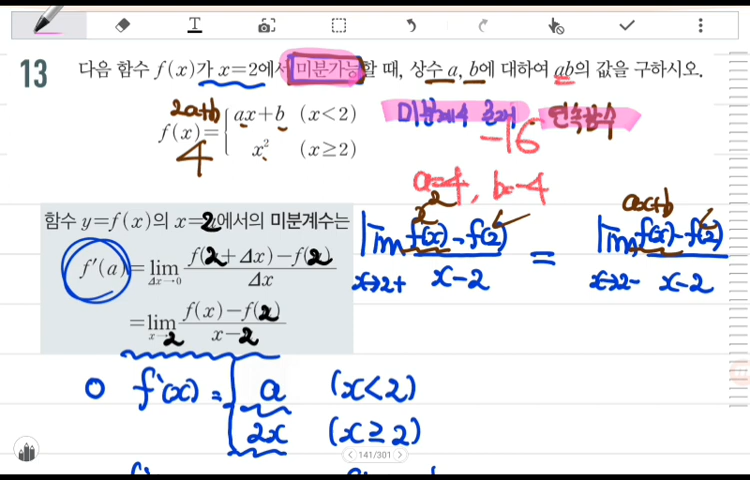 13 다음 함수 f(x)가 x=2에서 미분가능할 때, 상수 a, b에 대하여 ab의 값을 구하시오.
2a+b
f(x)= { ax+b (x<2)
4 x² (x≥2)
미분계수 존재, 연속함수
-16
a=4, b=-4
함수 y=f(x)의 x=2에서의 미분계수는
f'(a)=lim Δx→0 f(2+Δx)-f(2) / Δx
=lim x→2 f(x)-f(2) / x-2
x² ax+b
lim x→2+ f(x)-f(2) / x-2 = lim x→2- f(x)-f(2) / x-2
o f'(x)= { a (x<2)
2x (x≥2)
141/301